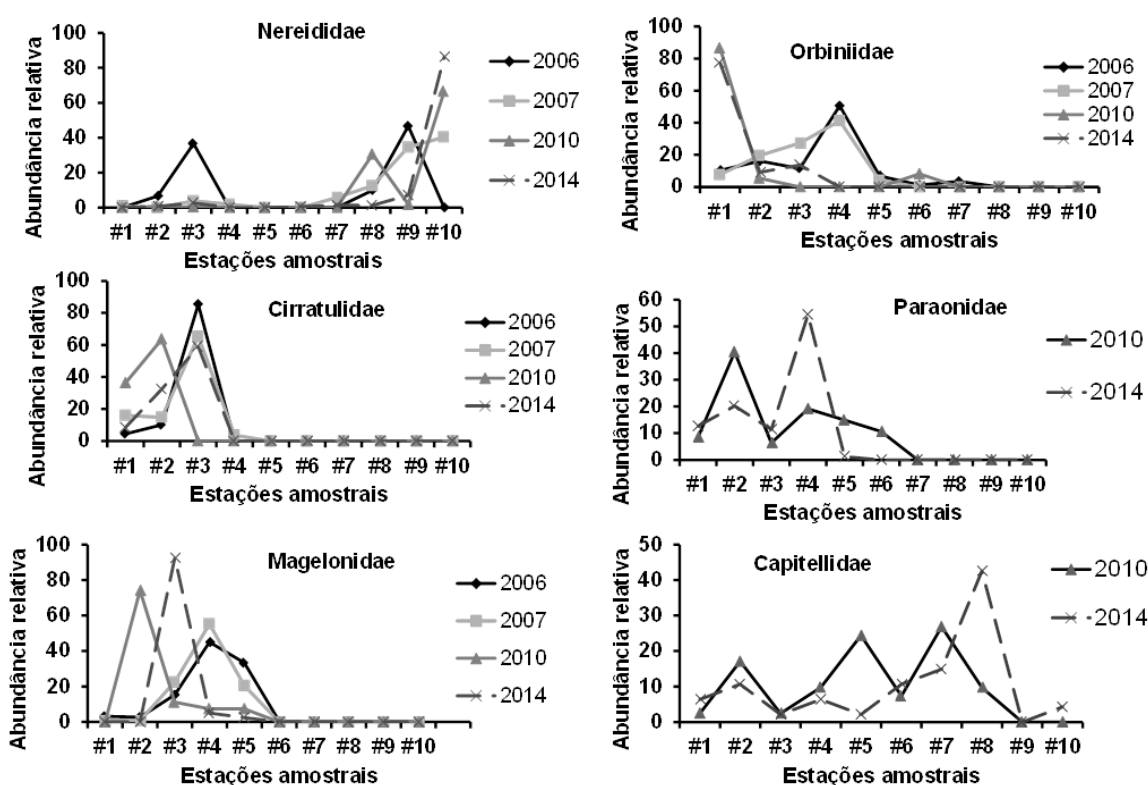 Nereididae
Abundância relativa
100
80
60
40
20
0
#1 #2 #3 #4 #5 #6 #7 #8 #9 #10
Estações amostrais
2006
2007
2010
2014
Orbiniidae
Abundância relativa
100
80
60
40
20
0
#1 #2 #3 #4 #5 #6 #7 #8 #9 #10
Estações amostrais
2006
2007
2010
2014
Cirratulidae
Abundância relativa
100
80
60
40
20
0
#1 #2 #3 #4 #5 #6 #7 #8 #9 #10
Estações amostrais
2006
2007
2010
2014
Paraonidae
Abundância relativa
60
50
40
30
20
10
0
#1 #2 #3 #4 #5 #6 #7 #8 #9 #10
Estações amostrais
2010
2014
Magelonidae
Abundância relativa
100
80
60
40
20
0
#1 #2 #3 #4 #5 #6 #7 #8 #9 #10
Estações amostrais
2006
2007
2010
2014
Capitellidae
Abundância relativa
50
40
30
20
10
0
#1 #2 #3 #4 #5 #6 #7 #8 #9 #10
Estações amostrais
2010
2014